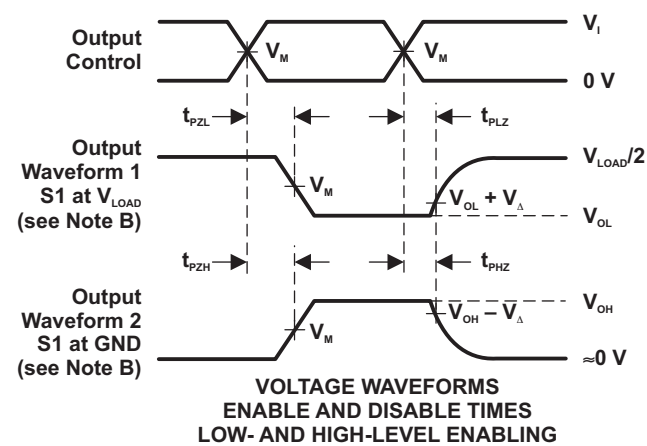 Output
Control
V_M
V_M
V_I
0 V
t_PZL
t_PLZ
Output
Waveform 1
S1 at V_LOAD
(see Note B)
V_M
V_OL + V_Δ
V_LOAD/2
V_OL
t_PZH
t_PHZ
Output
Waveform 2
S1 at GND
(see Note B)
V_M
V_OH – V_Δ
V_OH
≈0 V
VOLTAGE WAVEFORMS
ENABLE AND DISABLE TIMES
LOW- AND HIGH-LEVEL ENABLING